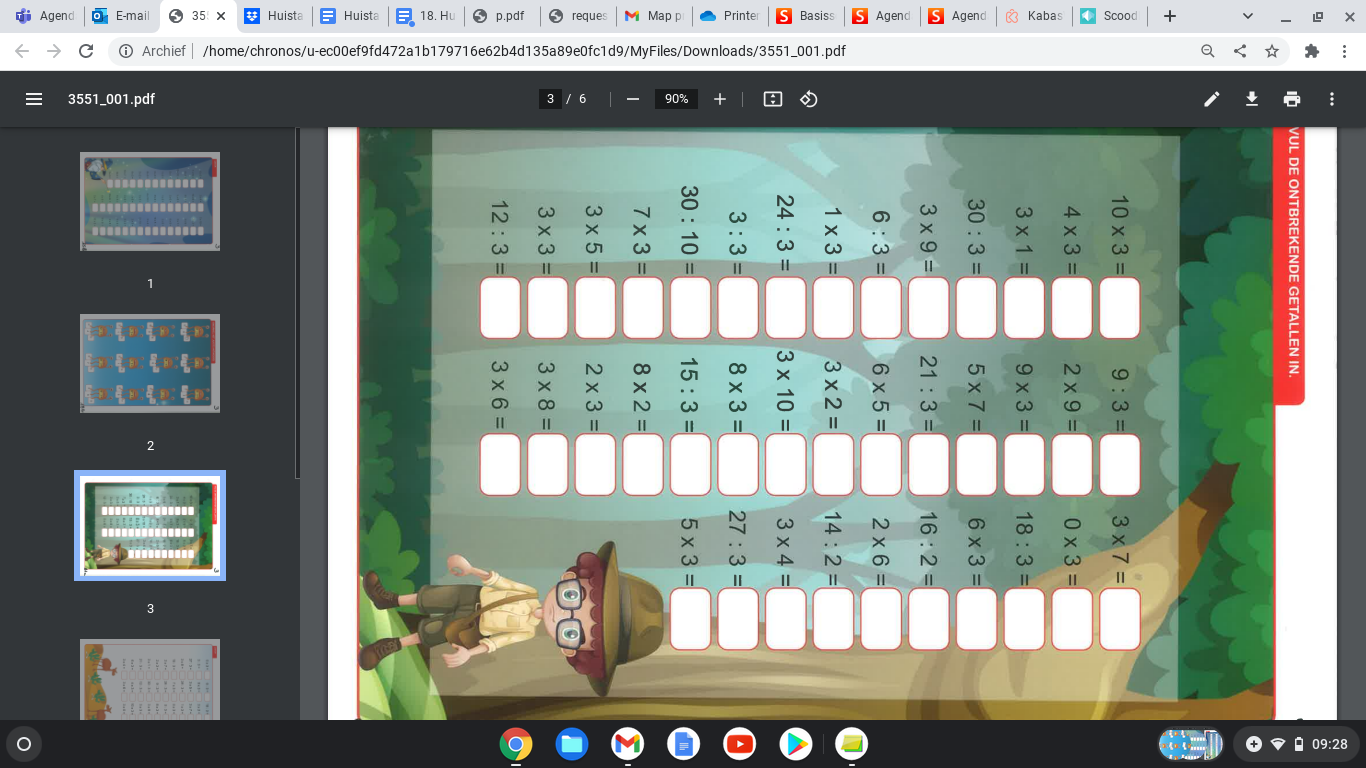 Agend
E-mail
355
Huista
Huista
18. Hu
p.pdf
reques
Map p
Printer
Basiss
Agend
Agend
Kabas
Scood
Archief | /home/chronos/u-ec00ef9fd472a1b179716e62b4d135a89e0fc1d9/MyFiles/Downloads/3551_001.pdf
3551_001.pdf
3 / 6
90%
1
2
3
VUL DE ONTBREKENDE GETALLEN IN.
10 x 3 =
4 x 3 =
3 x 1 =
30 : 3 =
3 x 9 =
6 : 3 =
1 x 3 =
24 : 3 =
3 : 3 =
30 : 10 =
7 x 3 =
3 x 5 =
3 x 3 =
12 : 3 =
9 : 3 =
2 x 9 =
9 x 3 =
5 x 7 =
21 : 3 =
6 x 5 =
3 x 2 =
3 x 10 =
8 x 3 =
15 : 3 =
8 x 2 =
2 x 3 =
3 x 8 =
3 x 6 =
3 x 7 =
0 x 3 =
18 : 3 =
6 x 3 =
16 : 2 =
2 x 6 =
14 : 2 =
3 x 4 =
27 : 3 =
5 x 3 =
09:28